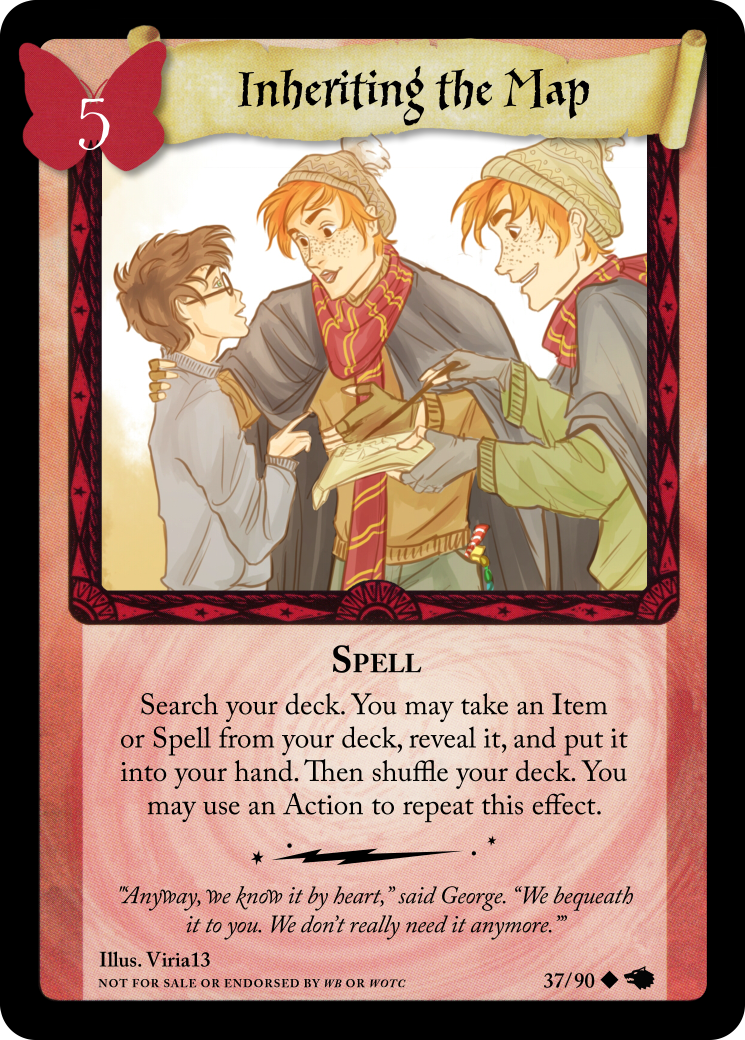 5
Inheriting the Map
Spell
Search your deck. You may take an Item
or Spell from your deck, reveal it, and put it
into your hand. Then shuffle your deck. You
may use an Action to repeat this effect.
"“Anyway, we know it by heart,” said George. “We bequeath
it to you. We don’t really need it anymore.”"
Illus. Viria13
NOT FOR SALE OR ENDORSED BY WB OR WOTC
37/90